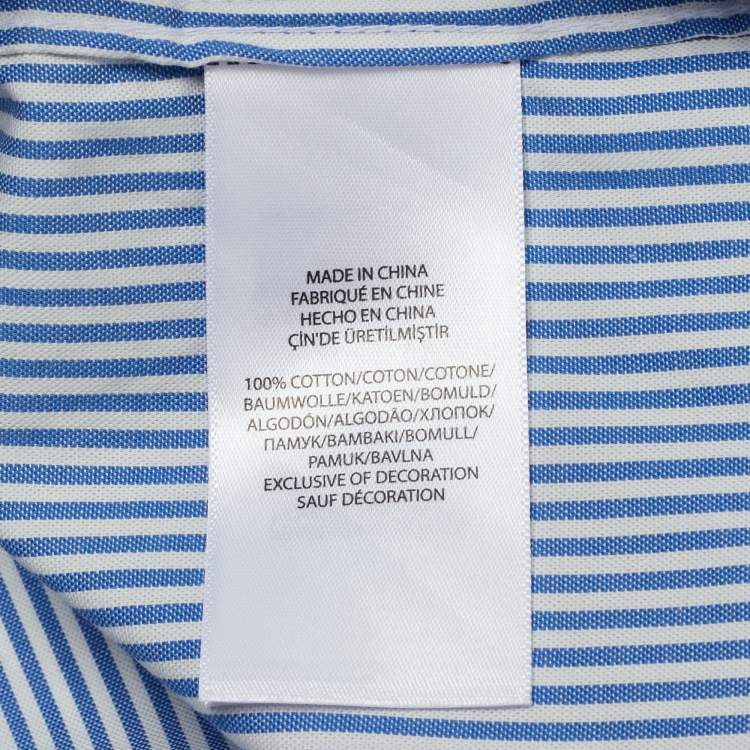 MADE IN CHINA
FABRIQUÉ EN CHINE
HECHO EN CHINA
ÇİN'DE ÜRETİLMİŞTİR
100% COTTON/COTON/COTONE/
BAUMWOLLE/KATOEN/BOMULD/
ALGODÓN/ALGODÃO/ХЛОПОК/
ПАМУК/BAMBAKI/BOMULL/
PAMUK/BAVLNA
EXCLUSIVE OF DECORATION
SAUF DÉCORATION